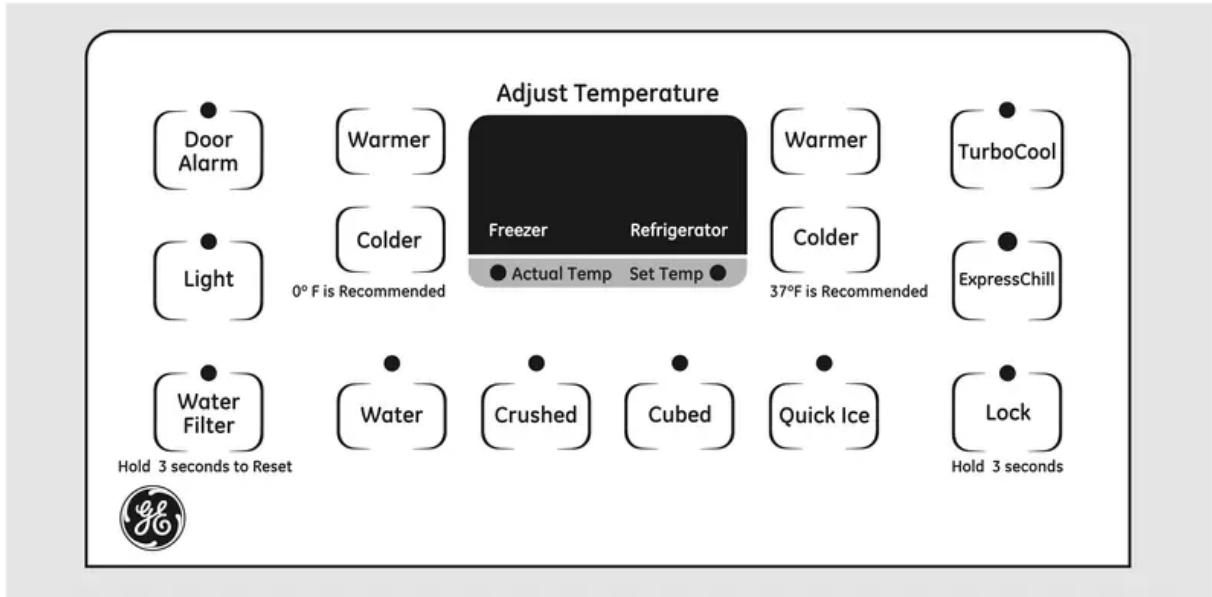 Adjust Temperature
Door
Alarm
Warmer
Warmer
TurboCool
Freezer
Refrigerator
Colder
Colder
Light
Actual Temp
Set Temp
ExpressChill
0° F is Recommended
37°F is Recommended
Water
Filter
Water
Crushed
Cubed
Quick Ice
Lock
Hold 3 seconds to Reset
Hold 3 seconds
GE